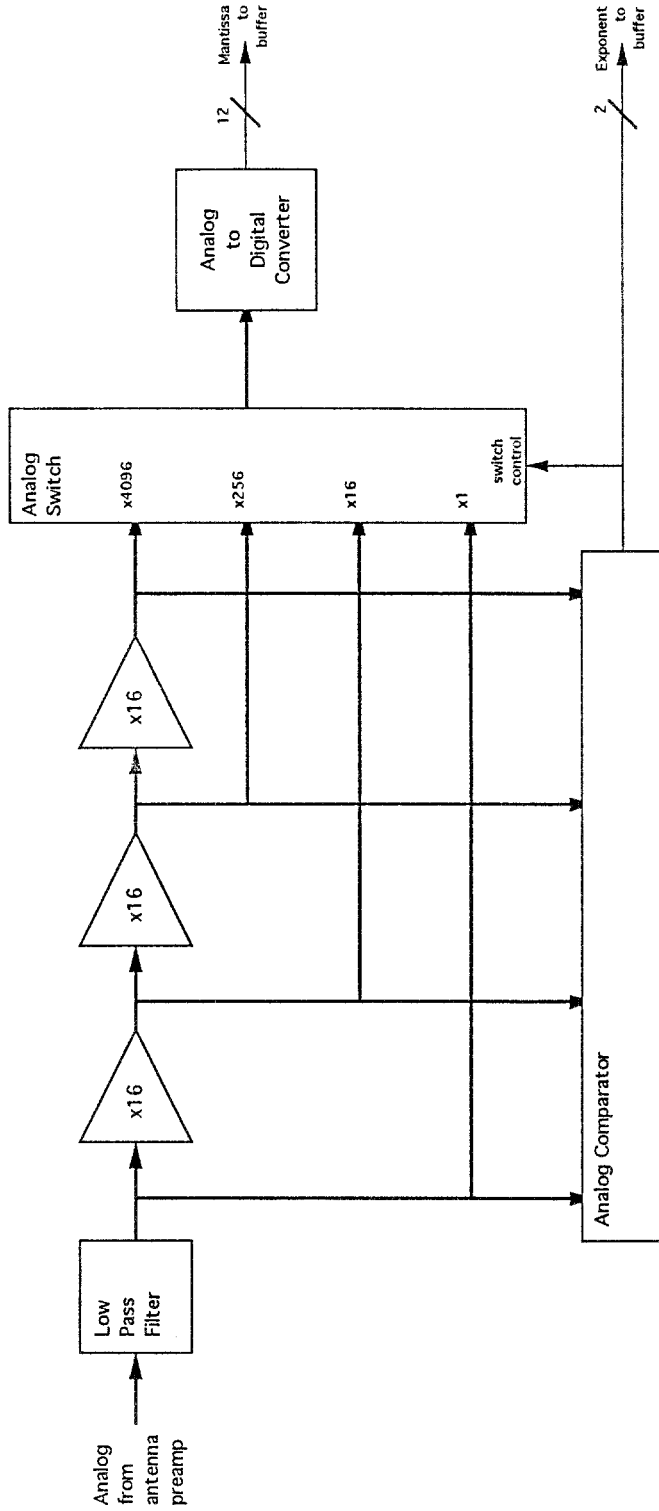 Analog
from
antenna
preamp
Low
Pass
Filter
x16
x16
x16
Analog
Switch
x4096
x256
x16
x1
switch
control
Analog
to
Digital
Converter
12
Mantissa
to
buffer
Analog Comparator
2
Exponent
to
buffer